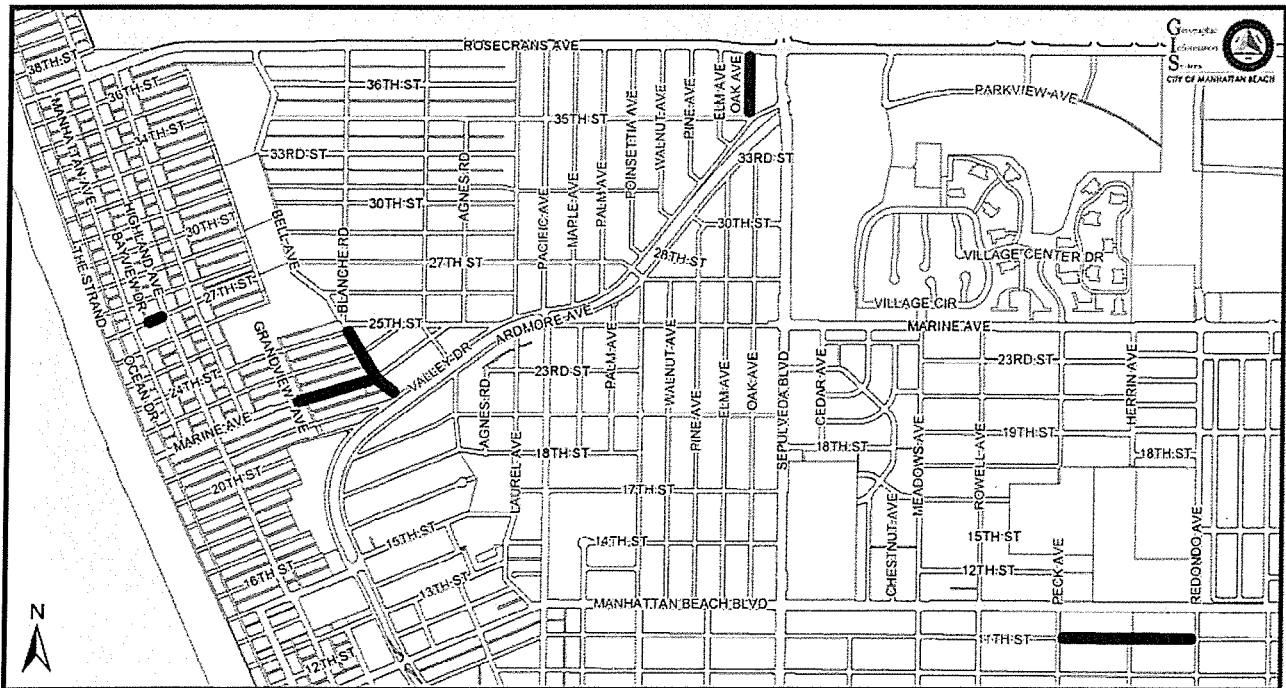 Geographic
Information
Systems
CITY OF MANHATTAN BEACH
ROSECRANS AVE
38TH ST
36TH ST
34TH ST
MANHATTAN AVE
HIGHLAND AVE
BAYVIEW DR
THE STRAND
OCEAN DR
30TH ST
27TH ST
24TH ST
MARINE AVE
20TH ST
16TH ST
12TH ST
GRANDVIEW AVE
BELL AVE
BLANCHE RD
36TH ST
35TH ST
33RD ST
30TH ST
27TH ST
25TH ST
AGNES RD
PACIFIC AVE
MAPLE AVE
PALM AVE
POINSETTIA AVE
WALNUT AVE
PINE AVE
ELM AVE
OAK AVE
33RD ST
30TH ST
28TH ST
VALLEY DR
ARDMORE AVE
PARKVIEW AVE
VILLAGE CENTER DR
VILLAGE CIR
MARINE AVE
23RD ST
AGNES RD
LAUREL AVE
PALM AVE
WALNUT AVE
PINE AVE
ELM AVE
OAK AVE
SEPULVEDA BLVD
CEDAR AVE
23RD ST
HERRIN AVE
18TH ST
18TH ST
19TH ST
18TH ST
MEADOWS AVE
ROWELL AVE
17TH ST
CHESTNUT AVE
15TH ST
14TH ST
15TH ST
13TH ST
12TH ST
PECK AVE
REDONDO AVE
MANHATTAN BEACH BLVD
11TH ST
N